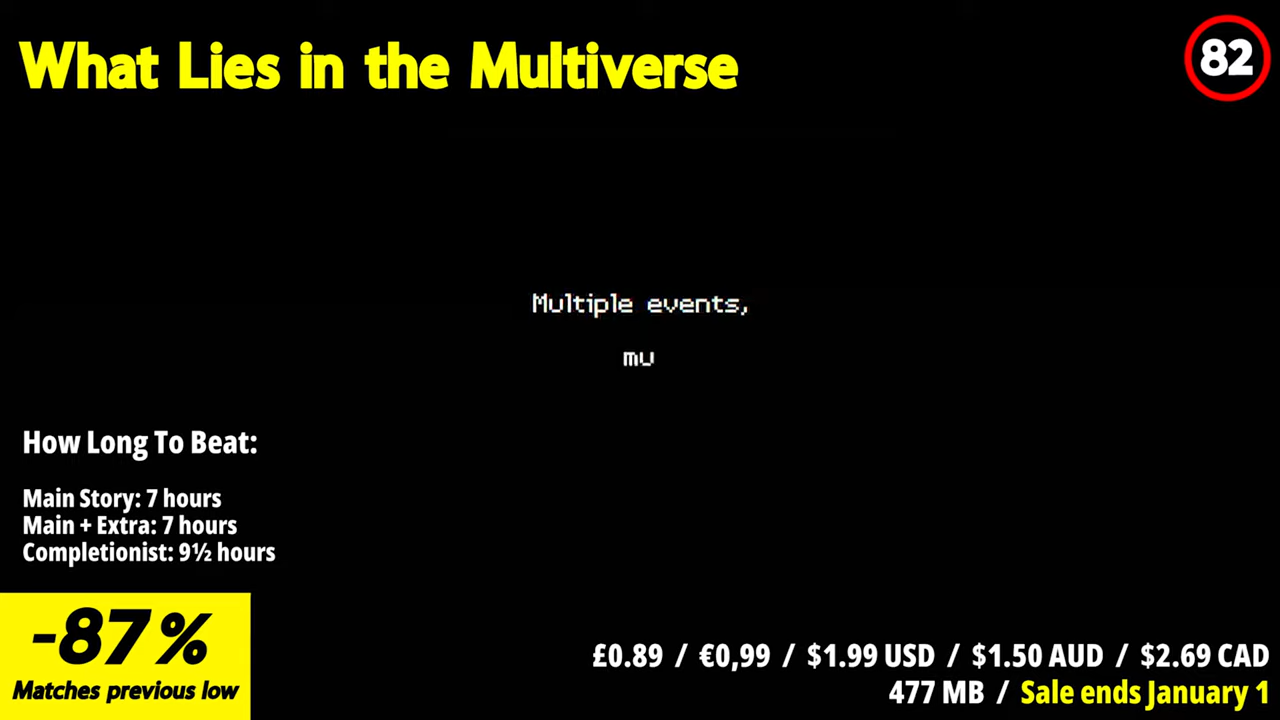 What Lies in the Multiverse
82
Multiple events,
mu
How Long To Beat:
Main Story: 7 hours
Main + Extra: 7 hours
Completionist: 9½ hours
-87%
Matches previous low
£0.89 / €0,99 / $1.99 USD / $1.50 AUD / $2.69 CAD
477 MB / Sale ends January 1